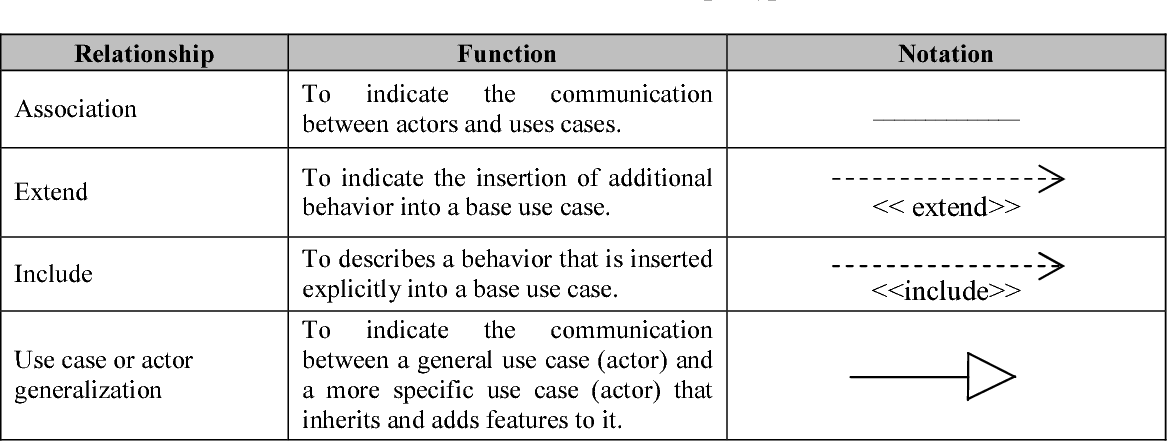 Relationship Function Notation
Association
To indicate the communication
between actors and uses cases.
Extend
To indicate the insertion of additional
behavior into a base use case.
<< extend>>
Include
To describes a behavior that is inserted
explicitly into a base use case.
<<include>>
Use case or actor
generalization
To indicate the communication
between a general use case (actor) and
a more specific use case (actor) that
inherits and adds features to it.